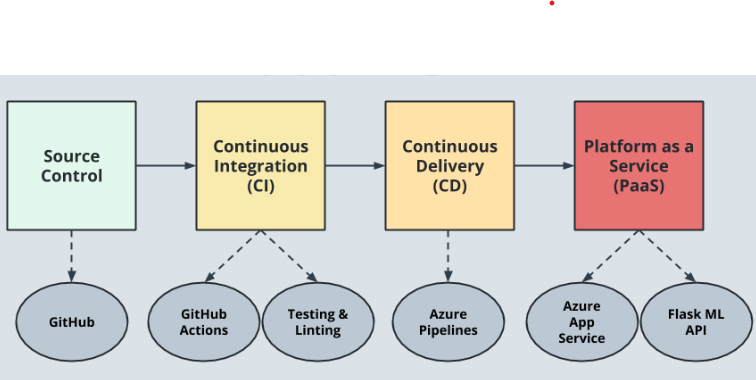 Source
Control
Continuous
Integration
(CI)
Continuous
Delivery
(CD)
Platform as a
Service
(PaaS)
GitHub
GitHub
Actions
Testing &
Linting
Azure
Pipelines
Azure
App
Service
Flask ML
API